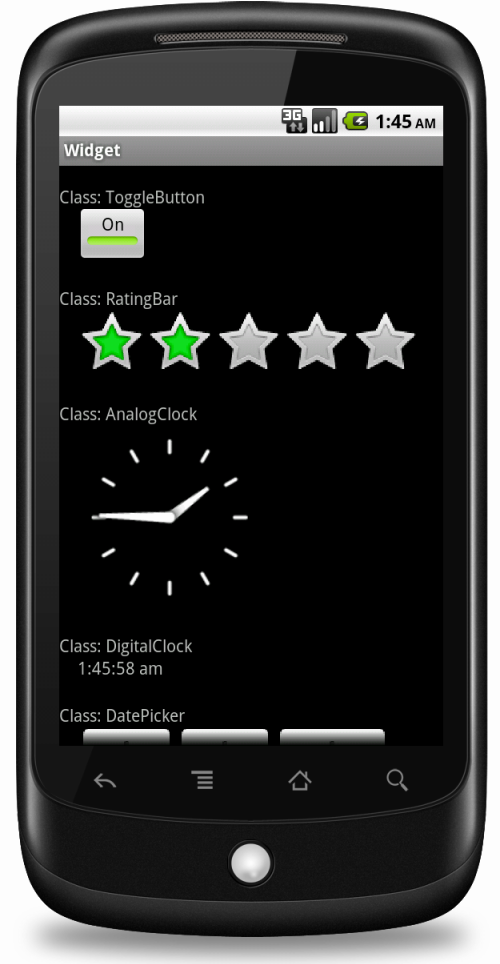 3G 1:45 AM
Widget
Class: ToggleButton
On
Class: RatingBar
Class: AnalogClock
Class: DigitalClock
1:45:58 am
Class: DatePicker